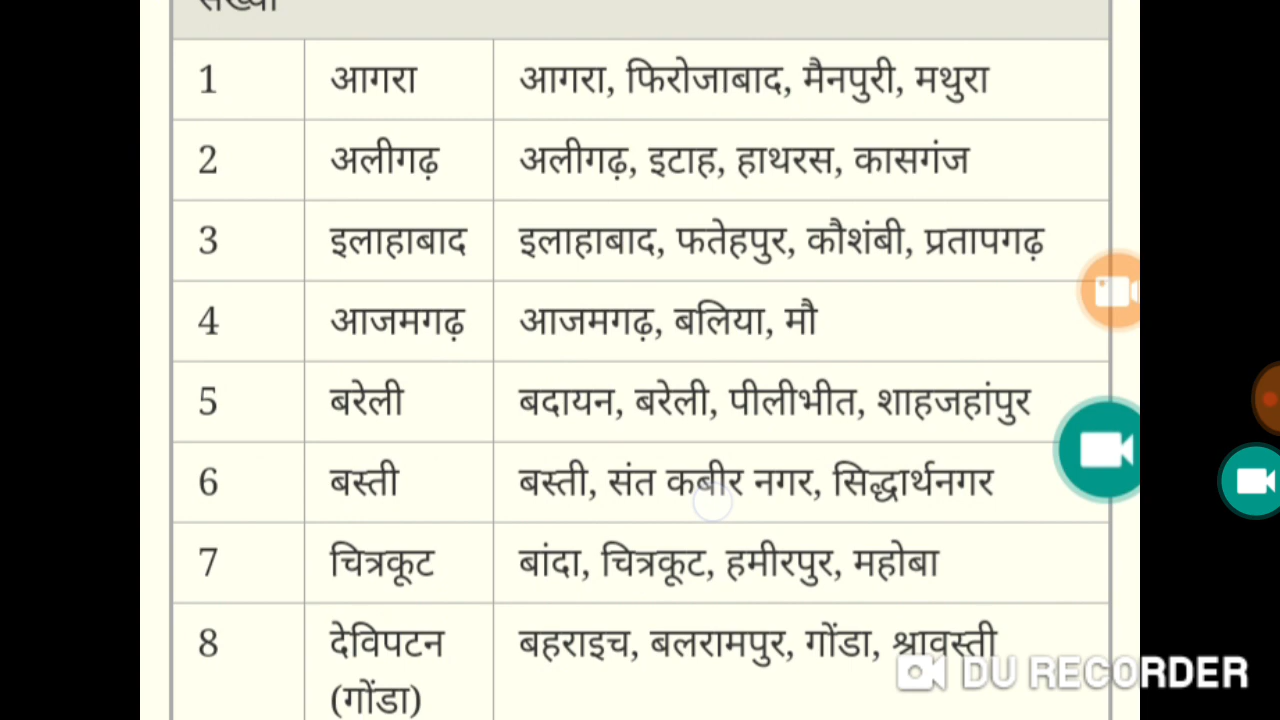 संख्या
1 आगरा आगरा, फिरोजाबाद, मैनपुरी, मथुरा
2 अलीगढ़ अलीगढ़, इटाह, हाथरस, कासगंज
3 इलाहाबाद इलाहाबाद, फतेहपुर, कौशंबी, प्रतापगढ़
4 आजमगढ़ आजमगढ़, बलिया, मौ
5 बरेली बदायन, बरेली, पीलीभीत, शाहजहांपुर
6 बस्ती बस्ती, संत कबीर नगर, सिद्धार्थनगर
7 चित्रकूट बांदा, चित्रकूट, हमीरपुर, महोबा
8 देविपटन बहराइच, बलरामपुर, गोंडा, श्रावस्ती
(गोंडा)
DU RECORDER